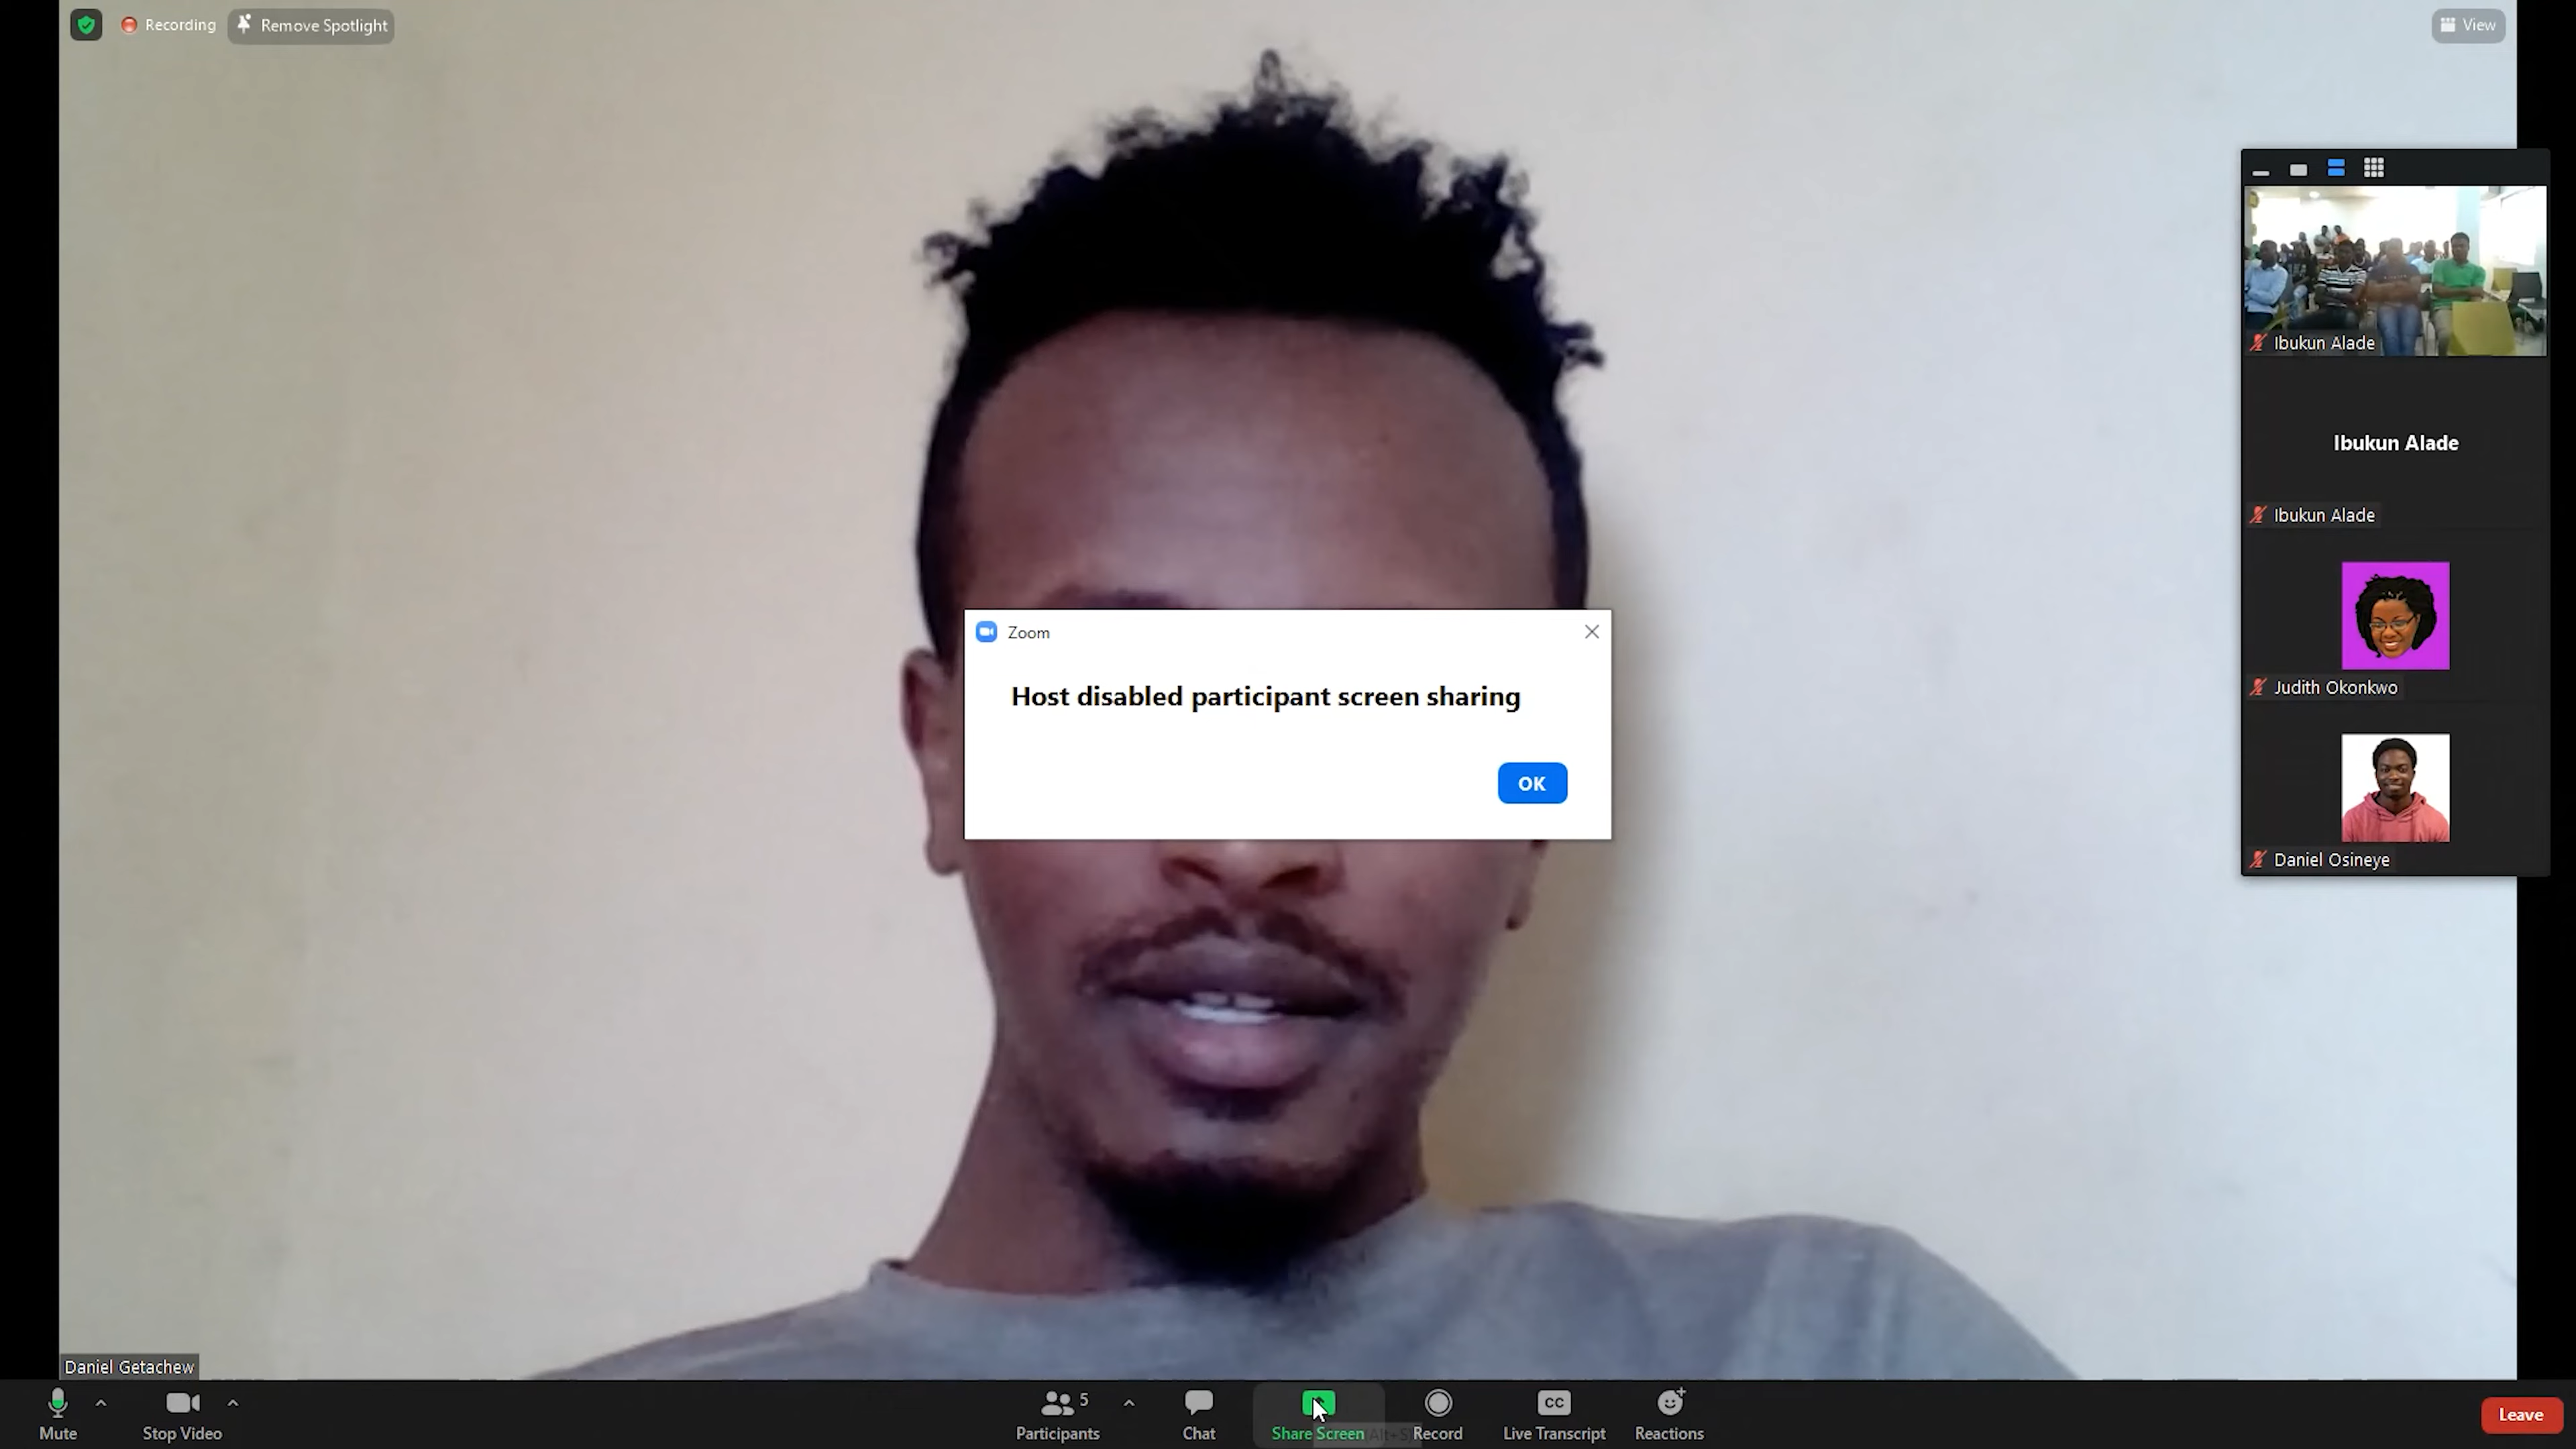 Recording
Remove Spotlight
View
Ibukun Alade
Ibukun Alade
Ibukun Alade
Judith Okonkwo
Daniel Osineye
Zoom
Host disabled participant screen sharing
OK
Daniel Getachew
Mute
Stop Video
5
Participants
Chat
Share Screen
Record
CC
Live Transcript
Reactions
Leave